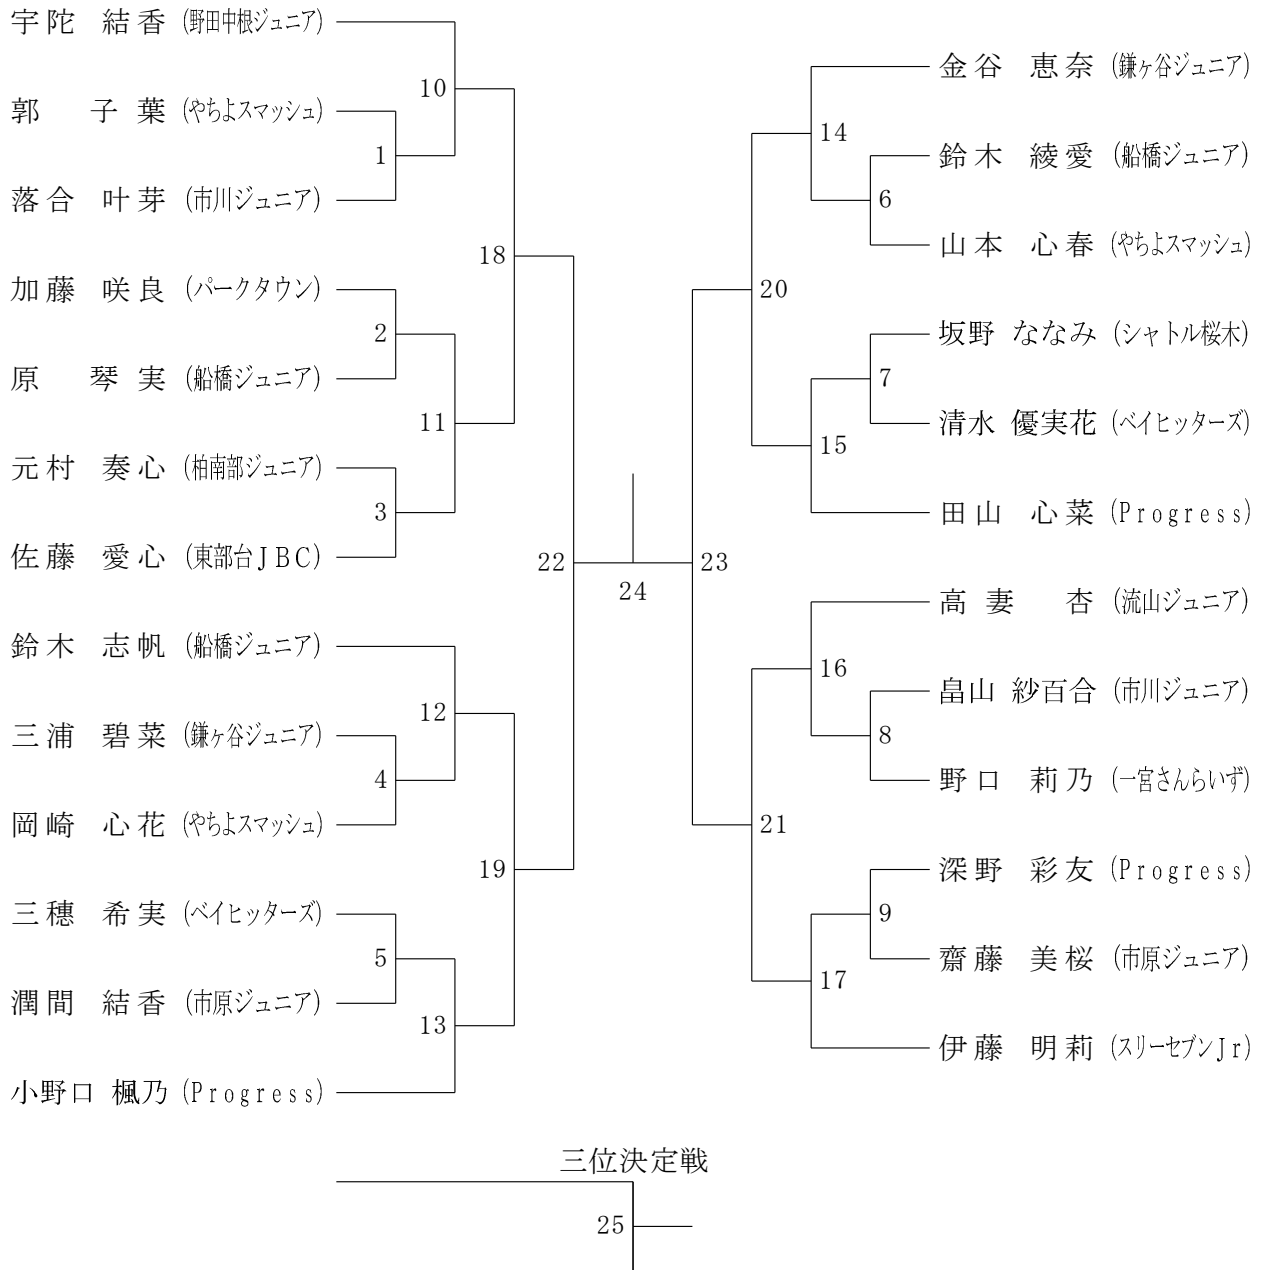 宇陀 結香 (野田中根ジュニア)
郭 子葉 (やちよスマッシュ)
落合 叶芽 (市川ジュニア)
加藤 咲良 (パークタウン)
原 琴実 (船橋ジュニア)
元村 奏心 (柏南部ジュニア)
佐藤 愛心 (東部台JBC)
鈴木 志帆 (船橋ジュニア)
三浦 碧菜 (鎌ヶ谷ジュニア)
岡崎 心花 (やちよスマッシュ)
三穗 希実 (ベイヒッターズ)
潤間 結香 (市原ジュニア)
小野口 楓乃 (Progress)
1
2
3
4
5
10
11
12
13
18
19
22
24
23
20
21
14
15
16
17
6
7
8
9
金谷 恵奈 (鎌ヶ谷ジュニア)
鈴木 綾愛 (船橋ジュニア)
山本 心春 (やちよスマッシュ)
坂野 ななみ (シャトル桜木)
清水 優実花 (ベイヒッターズ)
田山 心菜 (Progress)
高妻 杏 (流山ジュニア)
畠山 紗百合 (市川ジュニア)
野口 莉乃 (一宮さんらいず)
深野 彩友 (Progress)
齋藤 美桜 (市原ジュニア)
伊藤 明莉 (スリーセブンJr)
三位決定戦
25